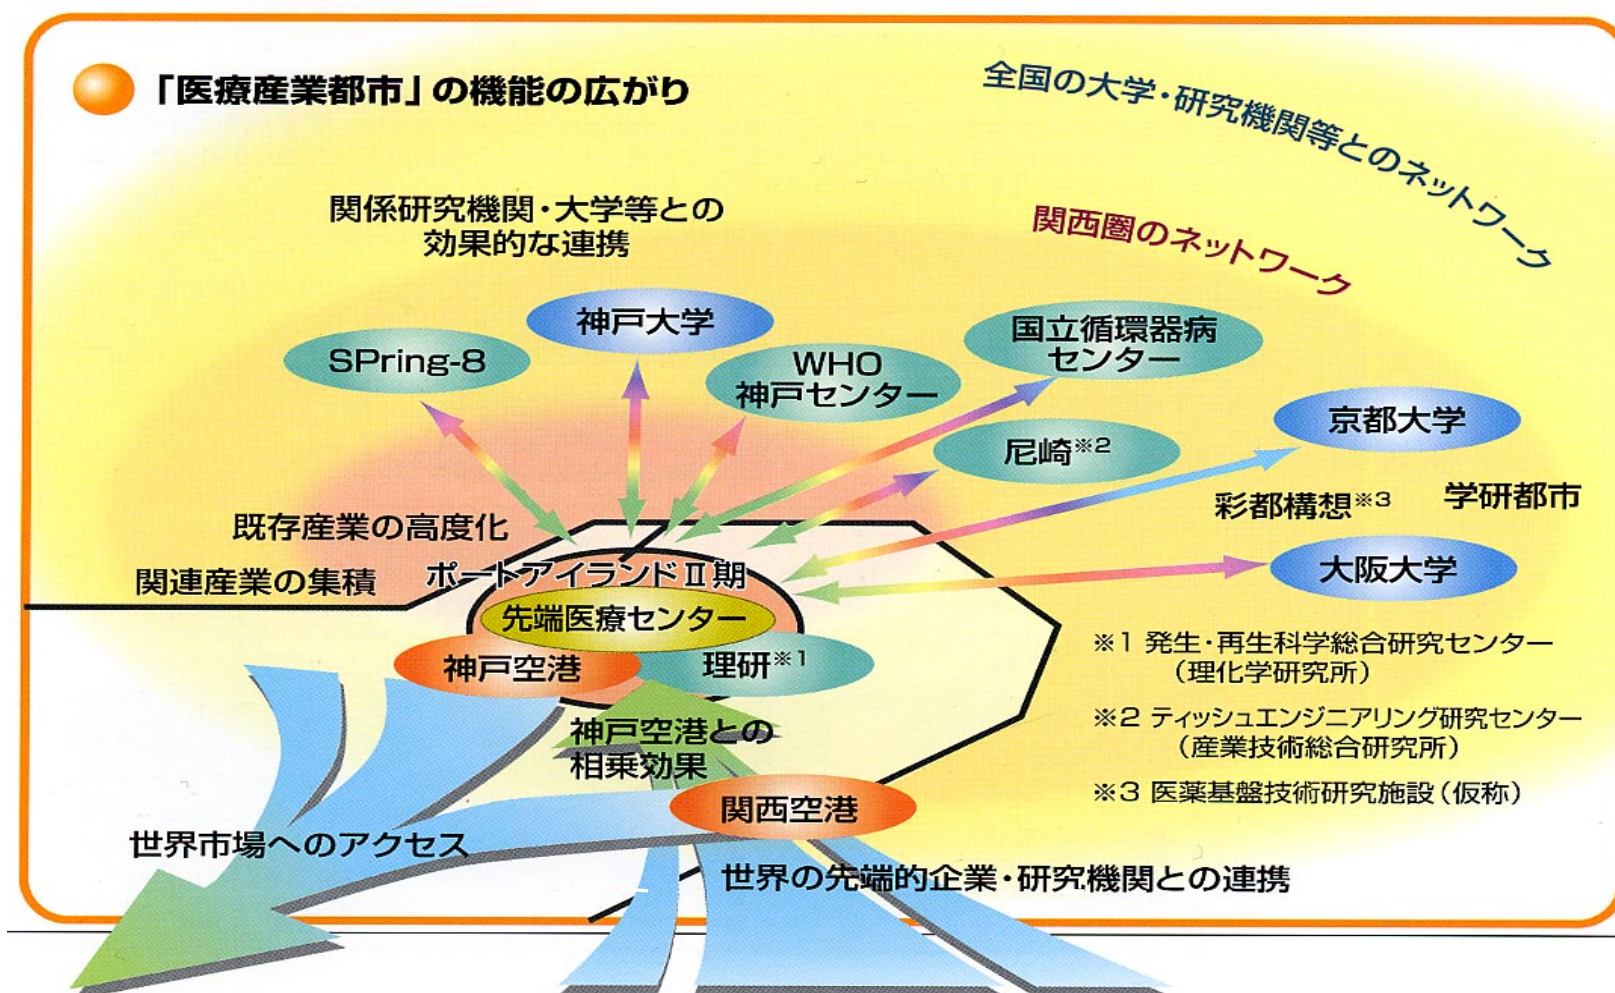 「医療産業都市」の機能の広がり
全国の大学・研究機関等とのネットワーク
関係研究機関・大学等との
効果的な連携
関西圏のネットワーク
神戸大学
SPring-8
WHO
神戸センター
国立循環器病
センター
京都大学
尼崎※2
彩都構想※3
学研都市
既存産業の高度化
関連産業の集積
ポートアイランドⅡ期
大阪大学
先端医療センター
神戸空港
理研※1
※1 発生・再生科学総合研究センター
(理化学研究所)
※2 ティッシュエンジニアリング研究センター
(産業技術総合研究所)
※3 医薬基盤技術研究施設(仮称)
神戸空港との
相乗効果
関西空港
世界市場へのアクセス
世界の先端的企業・研究機関との連携